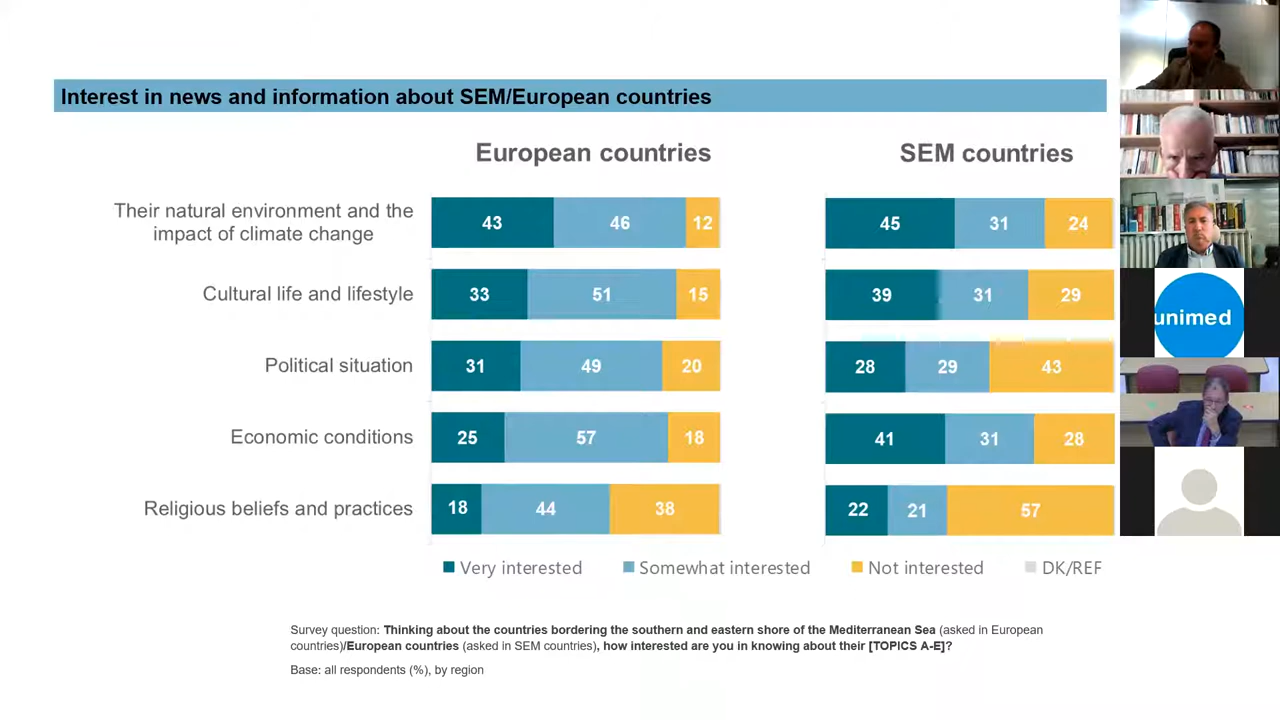 Interest in news and information about SEM/European countries
European countries
SEM countries
Their natural environment and the
impact of climate change
43 46 12
45 31 24
Cultural life and lifestyle
33 51 15
39 31 29
unimed
Political situation
31 49 20
28 29 43
Economic conditions
25 57 18
41 31 28
Religious beliefs and practices
18 44 38
22 21 57
Very interested
Somewhat interested
Not interested
DK/REF
Survey question: Thinking about the countries bordering the southern and eastern shore of the Mediterranean Sea (asked in European
countries)/European countries (asked in SEM countries), how interested are you in knowing about their [TOPICS A-E]?
Base: all respondents (%), by region